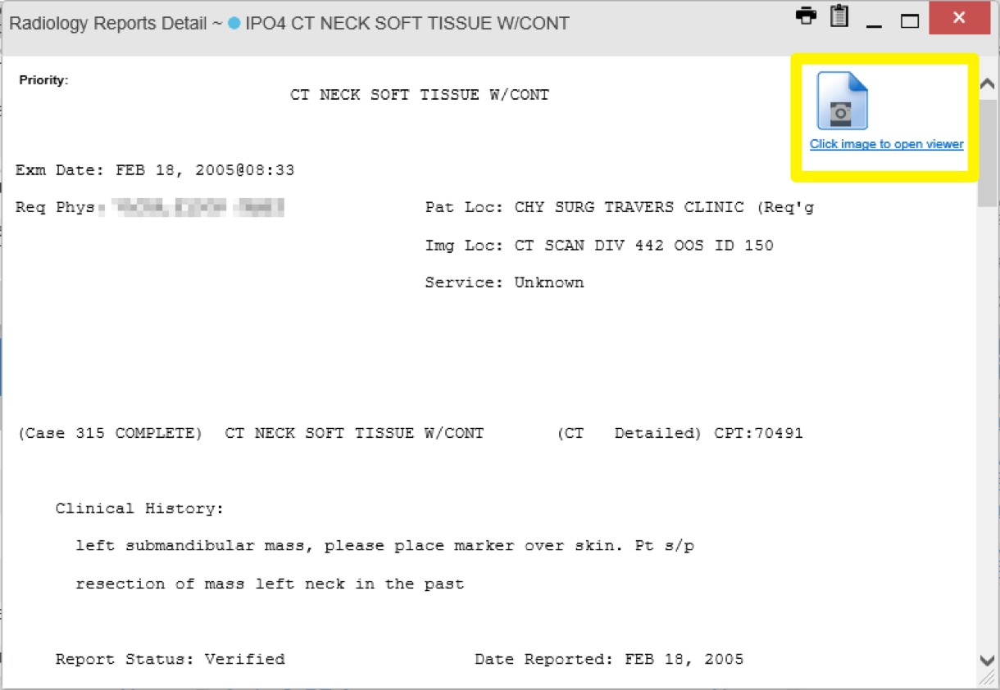 Radiology Reports Detail ~ IPO4 CT NECK SOFT TISSUE W/CONT
Priority:
CT NECK SOFT TISSUE W/CONT
Click image to open viewer
Exm Date: FEB 18, 2005@08:33
Req Phys: Pat Loc: CHY SURG TRAVERS CLINIC (Req'g
Img Loc: CT SCAN DIV 442 OOS ID 150
Service: Unknown
(Case 315 COMPLETE) CT NECK SOFT TISSUE W/CONT (CT Detailed) CPT:70491
Clinical History:
left submandibular mass, please place marker over skin. Pt s/p
resection of mass left neck in the past
Report Status: Verified Date Reported: FEB 18, 2005